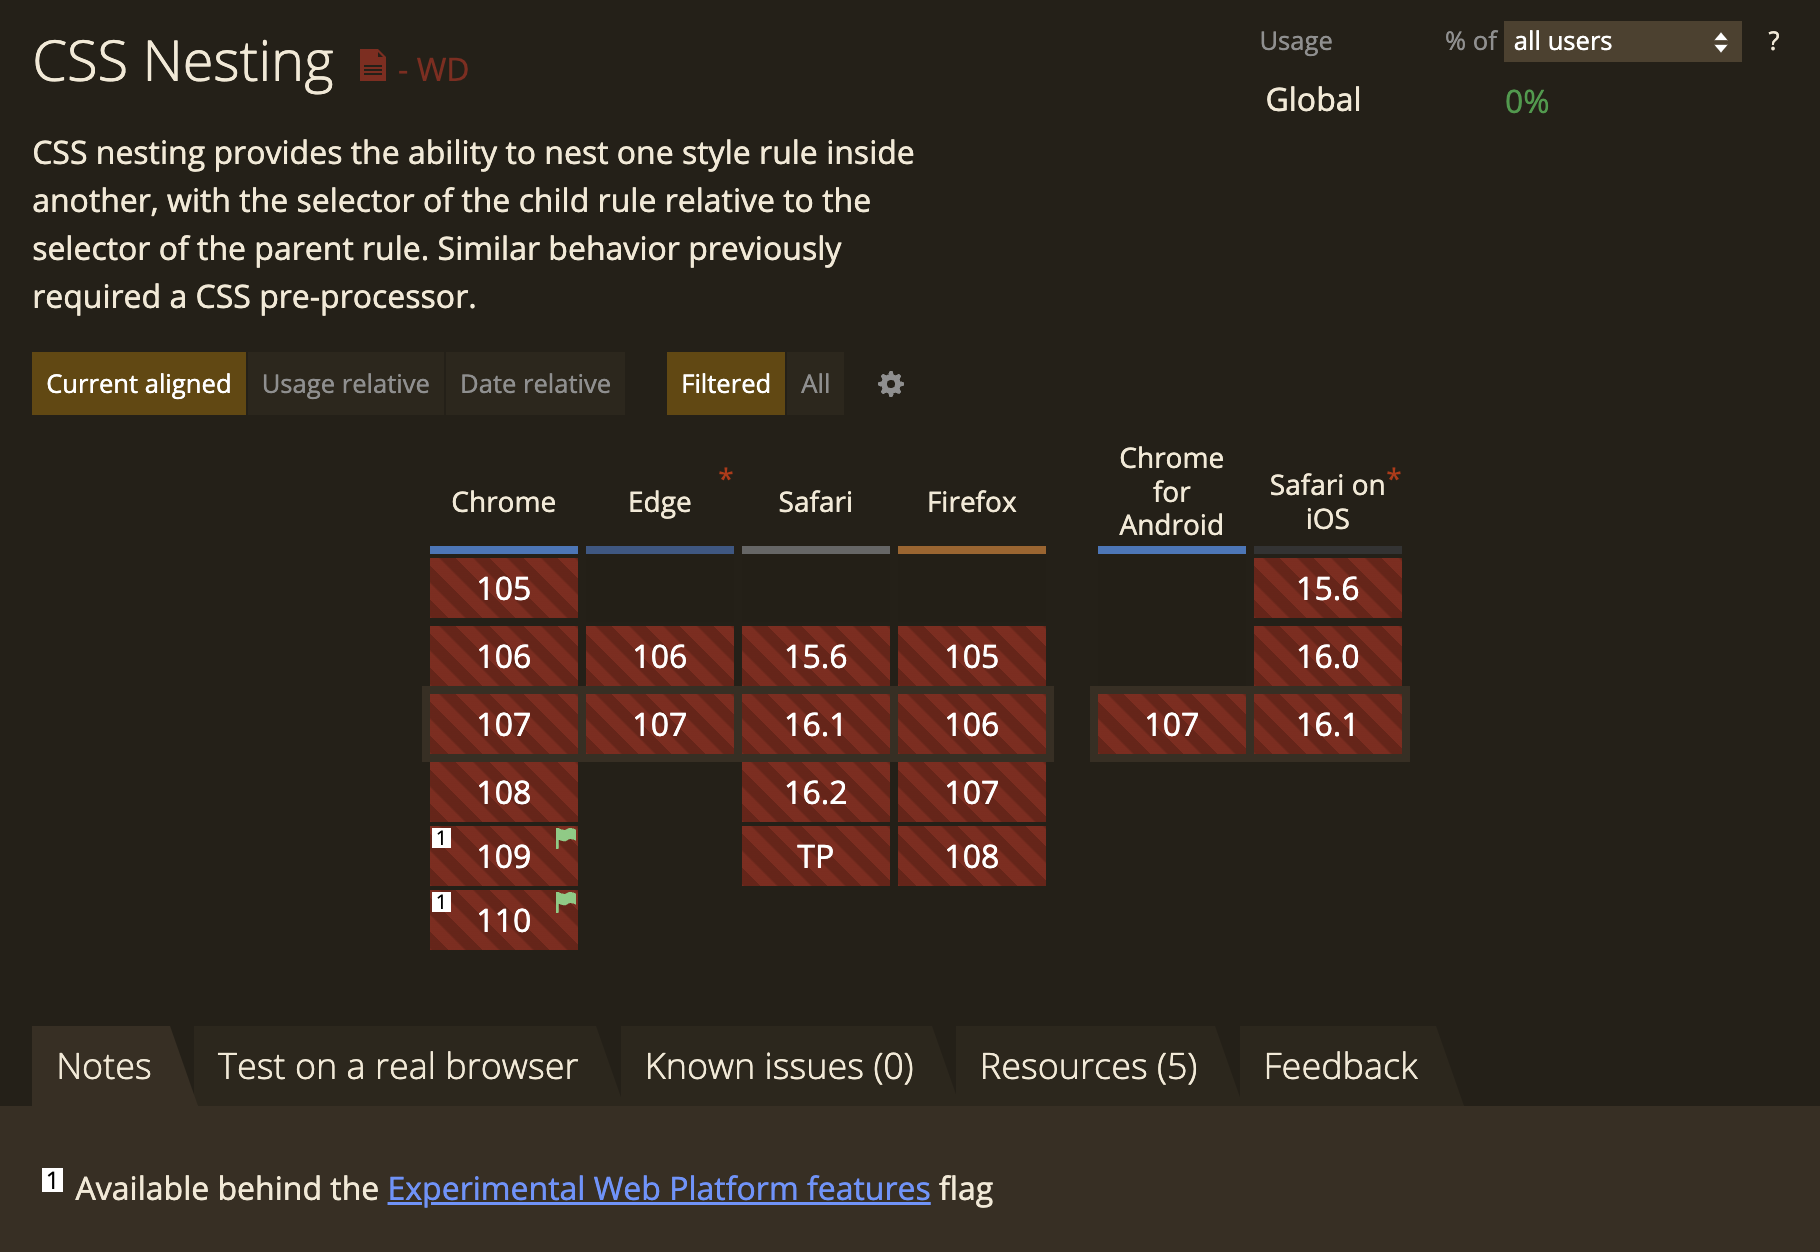 CSS Nesting - WD
Usage % of all users ?
Global 0%
CSS nesting provides the ability to nest one style rule inside
another, with the selector of the child rule relative to the
selector of the parent rule. Similar behavior previously
required a CSS pre-processor.
Current aligned Usage relative Date relative Filtered All
Chrome Edge * Safari Firefox Chrome for Android Safari on iOS *
105 15.6
106 106 15.6 105 16.0
107 107 16.1 106 107 16.1
108 16.2 107
1 109 TP 108
1 110
Notes Test on a real browser Known issues (0) Resources (5) Feedback
1 Available behind the Experimental Web Platform features flag